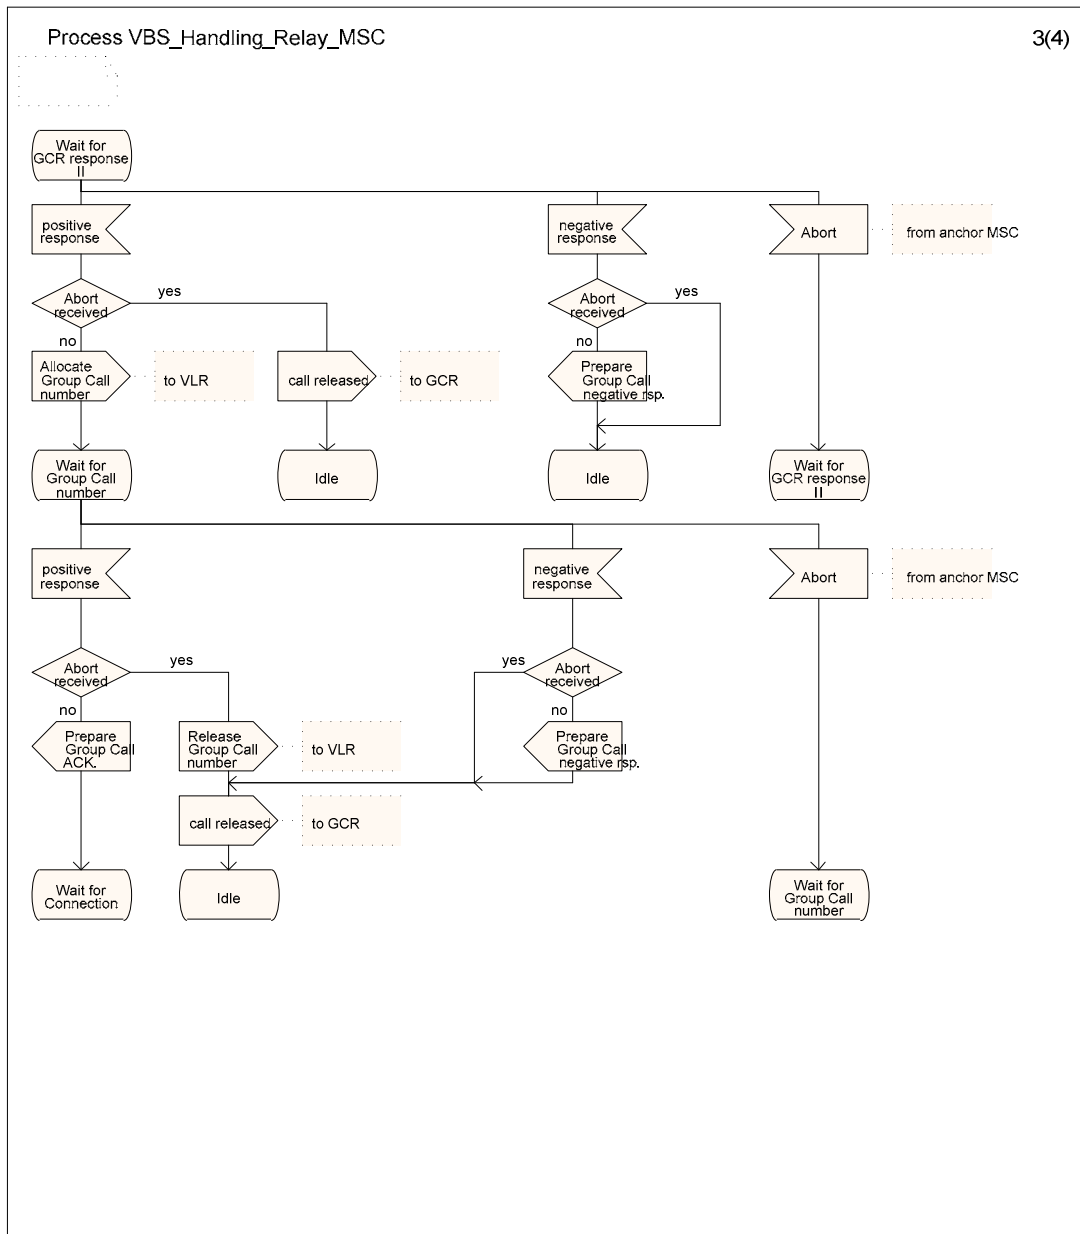 Process VBS_Handling_Relay_MSC
3(4)
Wait for
GCR response
II
positive
response
negative
response
Abort
from anchor MSC
Abort
received
yes
no
Abort
received
yes
no
Allocate
Group Call
number
to VLR
call released
to GCR
Prepare
Group Call
negative rsp.
Wait for
Group Call
number
Idle
Idle
Wait for
GCR response
II
positive
response
negative
response
Abort
from anchor MSC
Abort
received
yes
no
yes
Abort
received
no
Prepare
Group Call
ACK.
Release
Group Call
number
to VLR
Prepare
Group Call
negative rsp.
call released
to GCR
Wait for
Connection
Idle
Wait for
Group Call
number